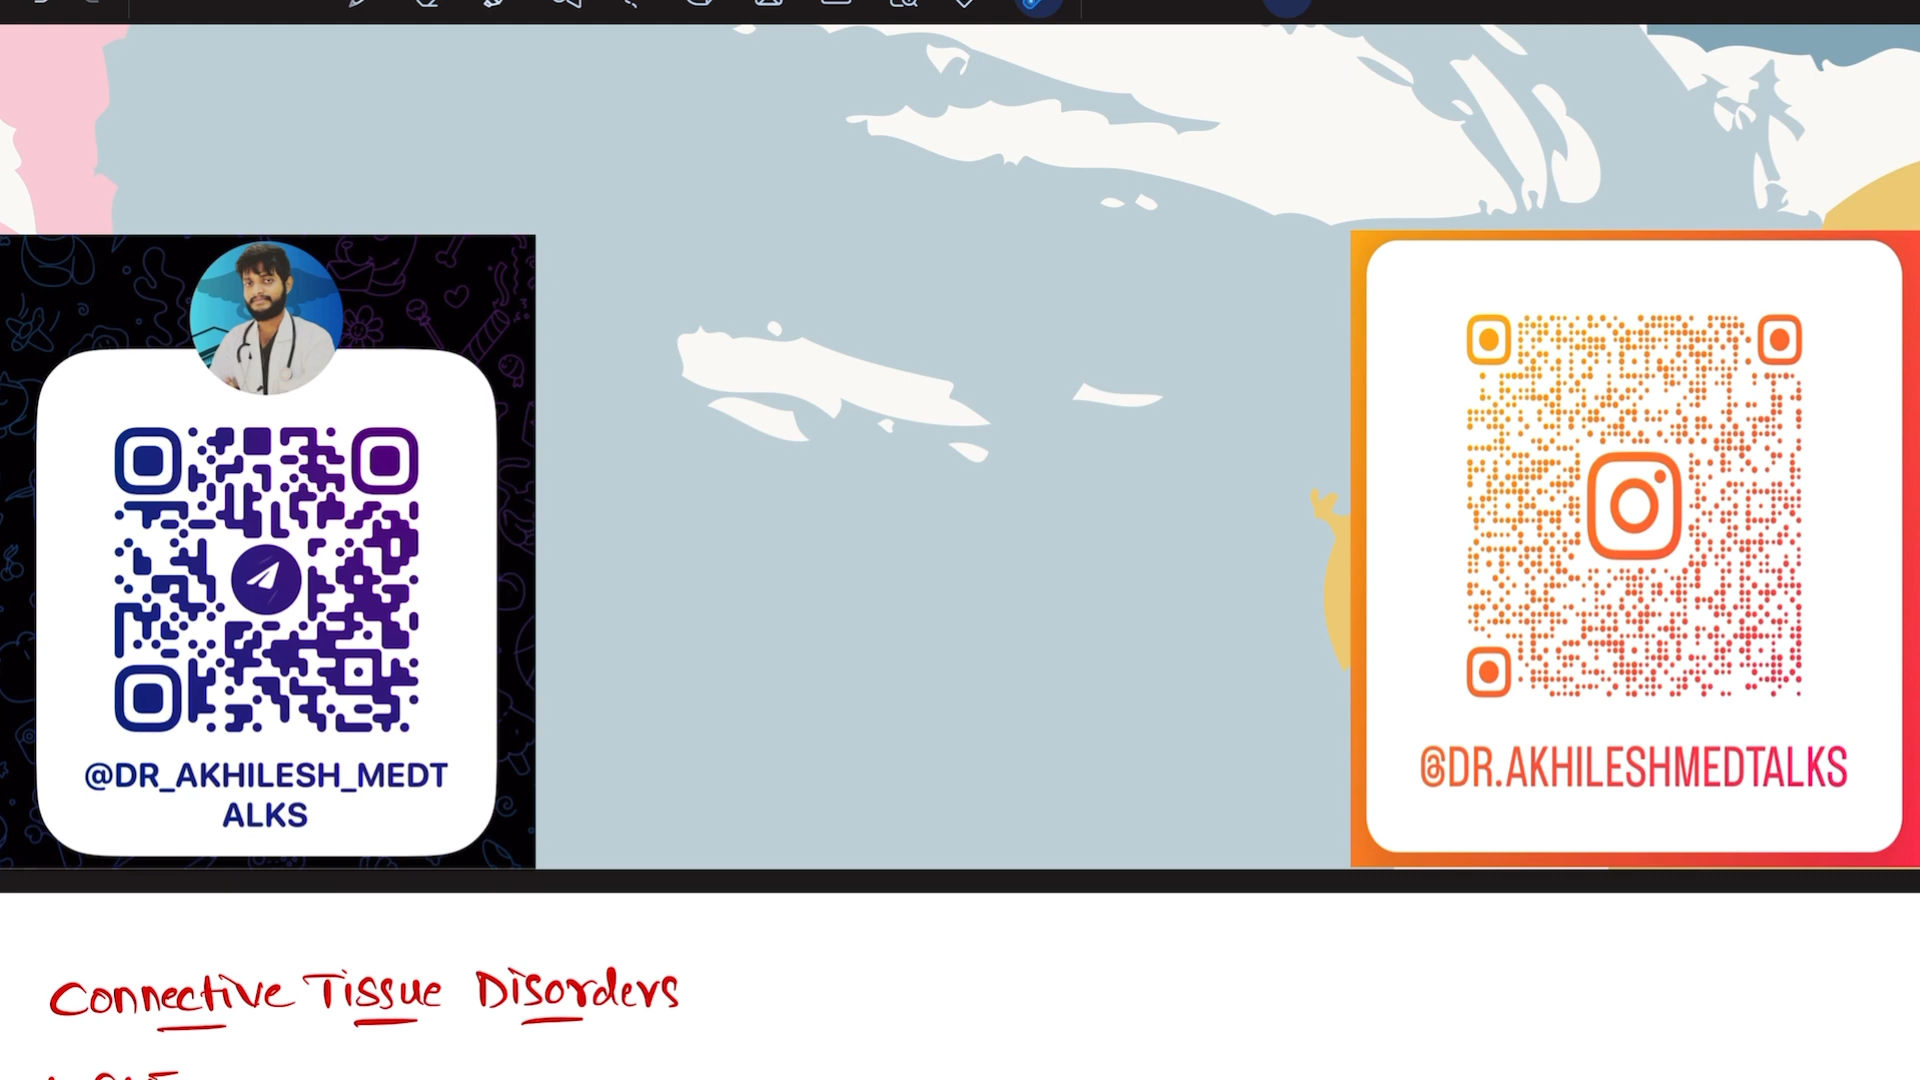 @DR_AKHILESH_MEDT
ALKS
@DR.AKHILESHMEDTALKS
Connective Tissue Disorders